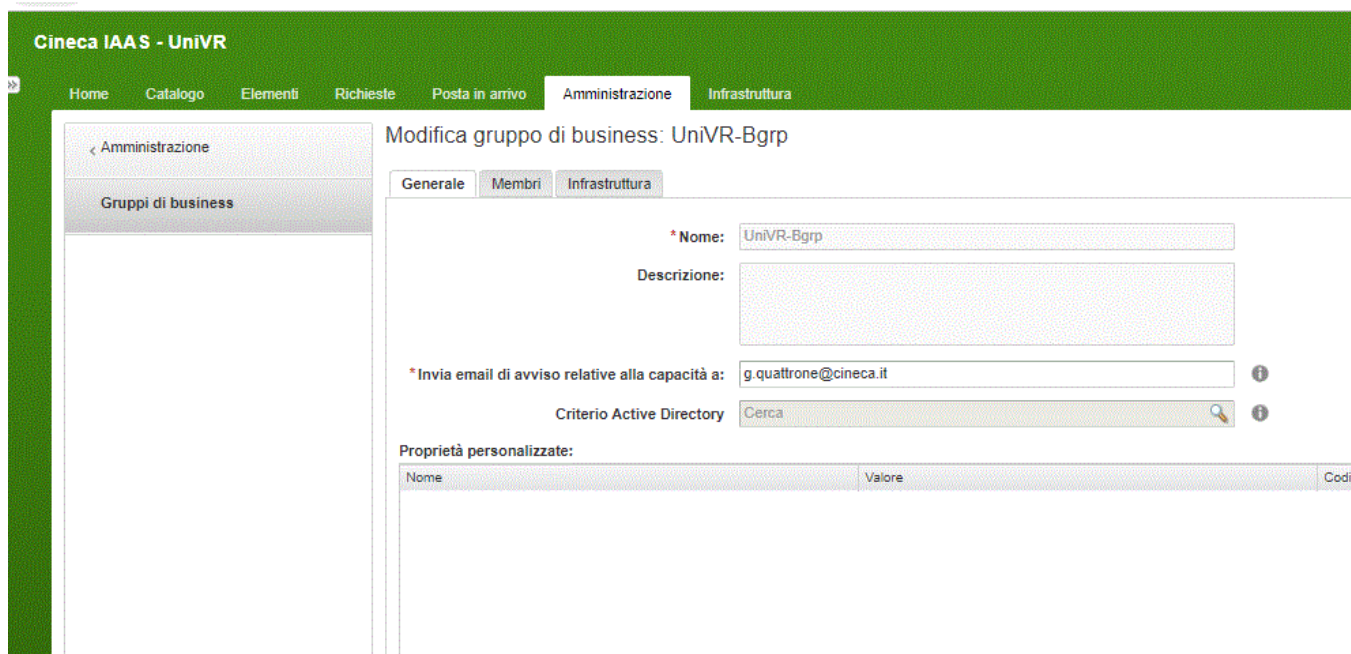 Cineca IAAS - UniVR
Home Catalogo Elementi Richieste Posta in arrivo Amministrazione Infrastruttura
‹ Amministrazione
Gruppi di business
Modifica gruppo di business: UniVR-Bgrp
Generale Membri Infrastruttura
*Nome: UniVR-Bgrp
Descrizione:
*Invia email di avviso relative alla capacità a: g.quattrone@cineca.it
Criterio Active Directory Cerca
Proprietà personalizzate:
Nome Valore Codi